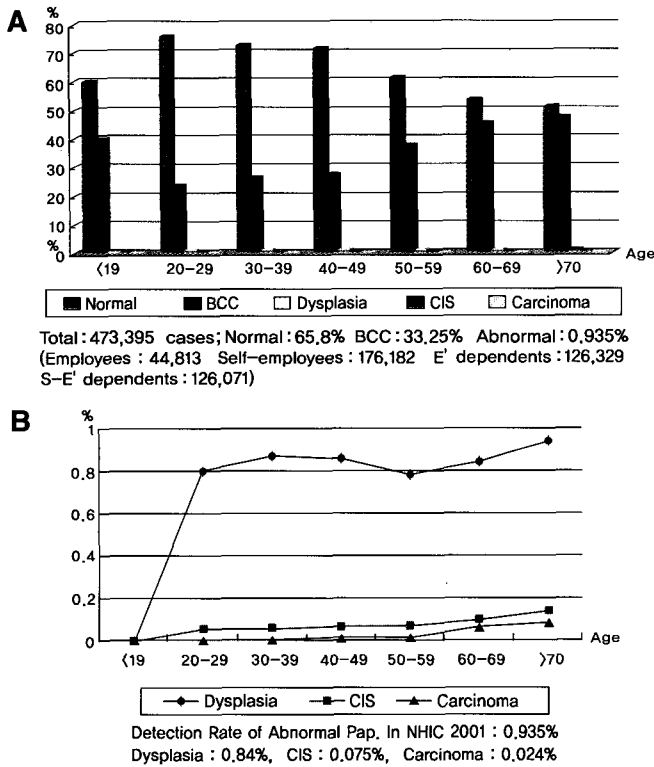 A
%
80
70
60
50
40
30
20
10
%
0
Age
⟨19 20-29 30-39 40-49 50-59 60-69 ⟩70
Normal BCC Dysplasia CIS Carcinoma
Total:473,395 cases; Normal:65.8% BCC:33.25% Abnormal:0.935%
(Employees : 44,813 Self-employees:176,182 E' dependents:126,329
S-E' dependents:126,071)
B
%
1
0.8
0.6
0.4
0.2
0
Age
⟨19 20-29 30-39 40-49 50-59 60-69 ⟩70
Dysplasia CIS Carcinoma
Detection Rate of Abnormal Pap. In NHIC 2001 : 0.935%
Dysplasia : 0.84%, CIS : 0.075%, Carcinoma : 0.024%